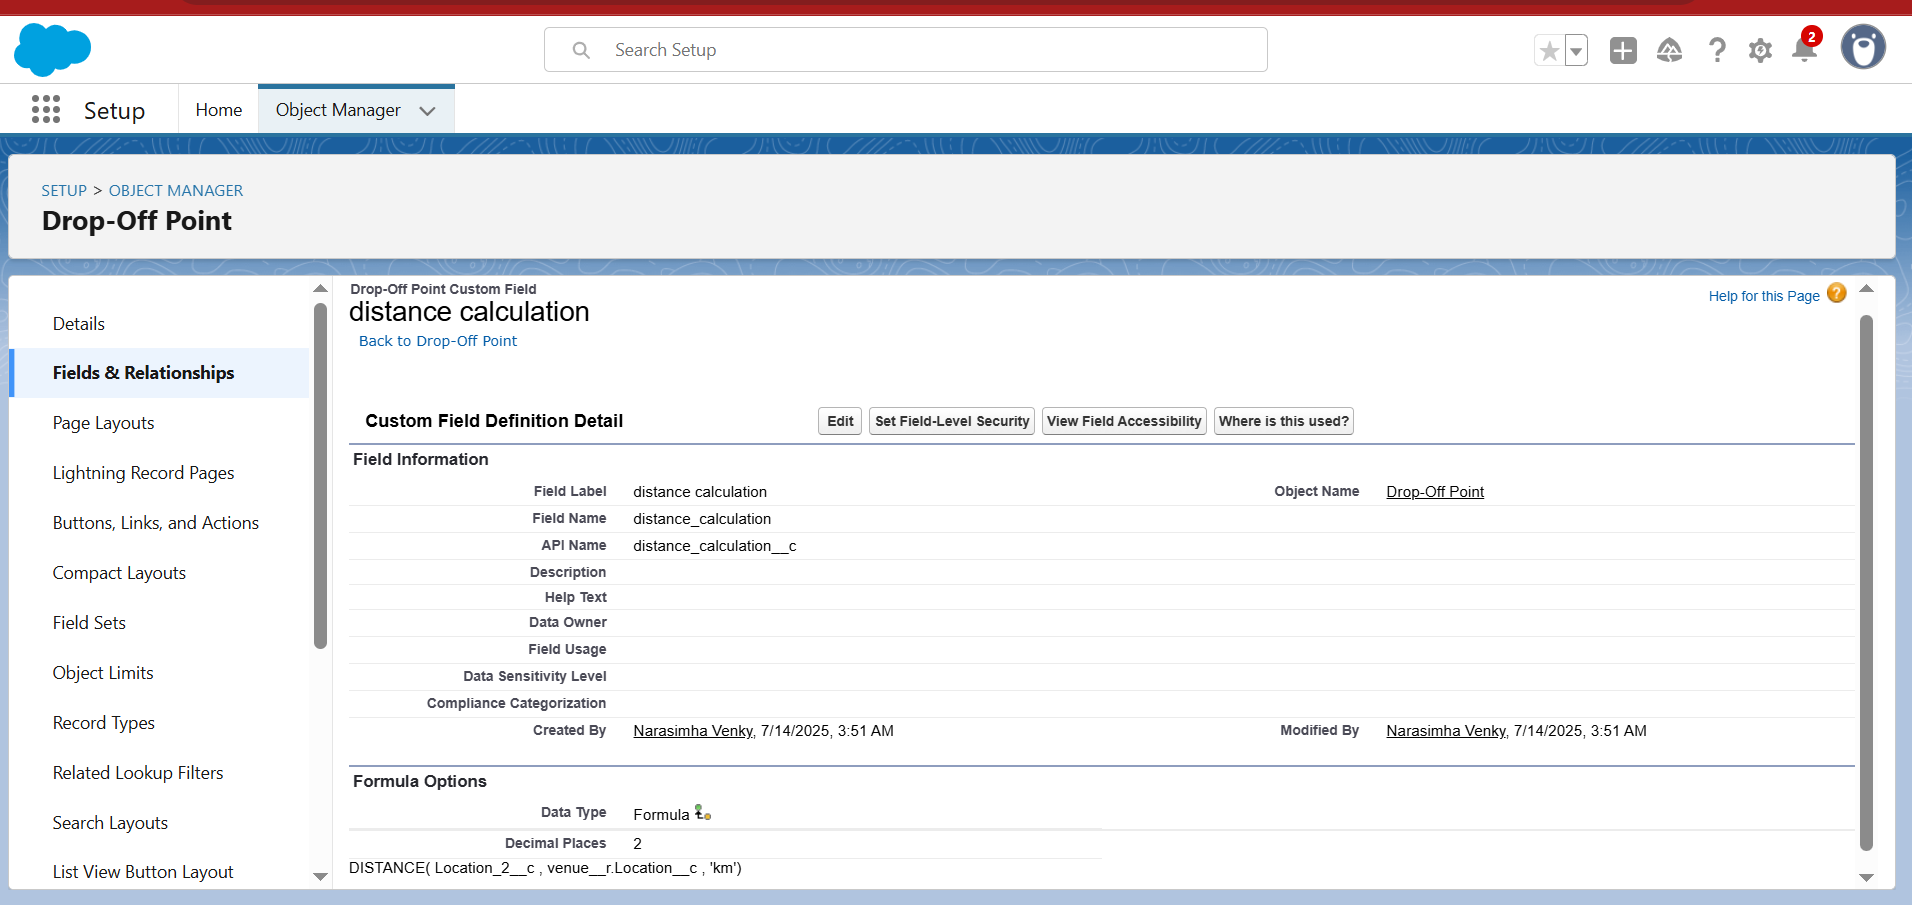 Search Setup
2
Setup
Home
Object Manager
SETUP > OBJECT MANAGER
Drop-Off Point
Details
Fields & Relationships
Page Layouts
Lightning Record Pages
Buttons, Links, and Actions
Compact Layouts
Field Sets
Object Limits
Record Types
Related Lookup Filters
Search Layouts
List View Button Layout
Drop-Off Point Custom Field
distance calculation
Back to Drop-Off Point
Help for this Page ?
Custom Field Definition Detail
Edit
Set Field-Level Security
View Field Accessibility
Where is this used?
Field Information
Field Label distance calculation
Object Name Drop-Off Point
Field Name distance_calculation
API Name distance_calculation__c
Description
Help Text
Data Owner
Field Usage
Data Sensitivity Level
Compliance Categorization
Created By Narasimha Venky, 7/14/2025, 3:51 AM
Modified By Narasimha Venky, 7/14/2025, 3:51 AM
Formula Options
Data Type Formula
Decimal Places 2
DISTANCE( Location_2__c , venue__r.Location__c , 'km')